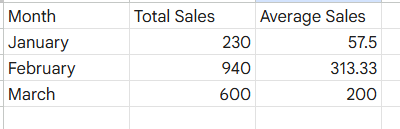 Month Total Sales Average Sales
January 230 57.5
February 940 313.33
March 600 200